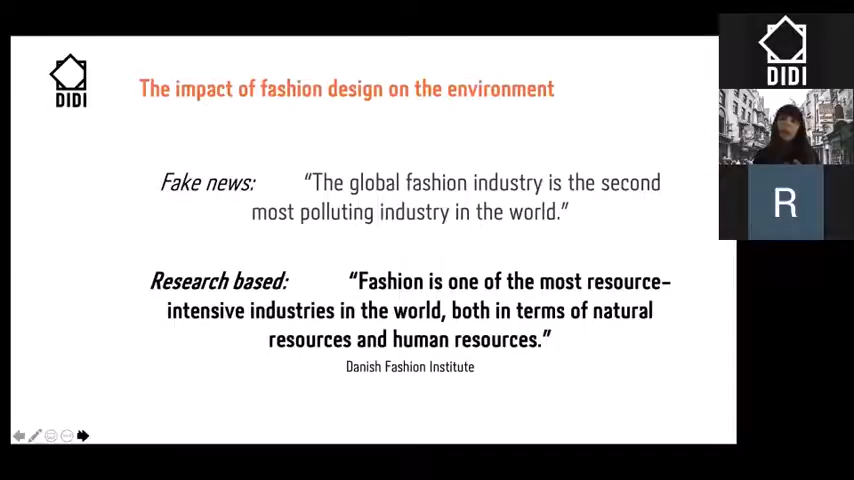 DIDI
The impact of fashion design on the environment
Fake news: “The global fashion industry is the second
most polluting industry in the world.”
Research based: “Fashion is one of the most resource-
intensive industries in the world, both in terms of natural
resources and human resources.”
Danish Fashion Institute
DIDI
R